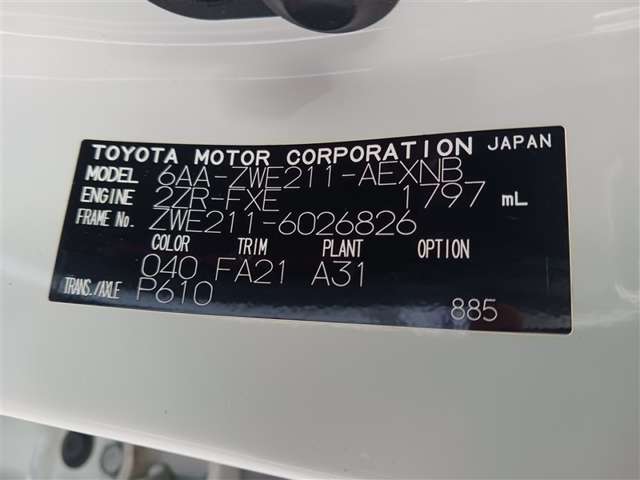 TOYOTA MOTOR CORPORATION JAPAN
MODEL 6AA-ZWE211-AEXNB
ENGINE 2ZR-FXE 1797 mL
FRAME No. ZWE211-6026826
COLOR TRIM PLANT OPTION
040 FA21 A31
TRANS./AXLE P610
885